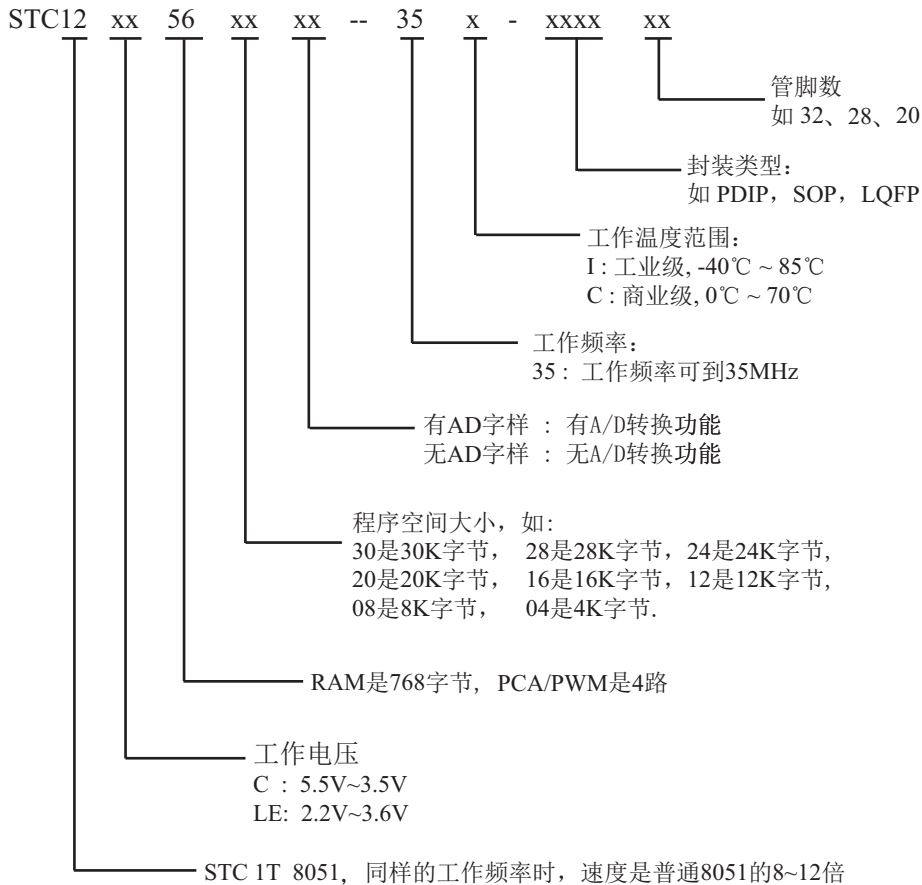 STC12 xx 56 xx xx -- 35 x - xxxx xx
管脚数
如 32、28、20
封装类型：
如 PDIP，SOP，LQFP
工作温度范围：
I : 工业级, -40℃ ~ 85℃
C : 商业级, 0℃ ~ 70℃
工作频率：
35 : 工作频率可到35MHz
有AD字样 : 有A/D转换功能
无AD字样 : 无A/D转换功能
程序空间大小，如:
30是30K字节， 28是28K字节，24是24K字节,
20是20K字节， 16是16K字节，12是12K字节,
08是8K字节， 04是4K字节.
RAM是768字节, PCA/PWM是4路
工作电压
C : 5.5V~3.5V
LE: 2.2V~3.6V
STC 1T 8051, 同样的工作频率时，速度是普通8051的8~12倍